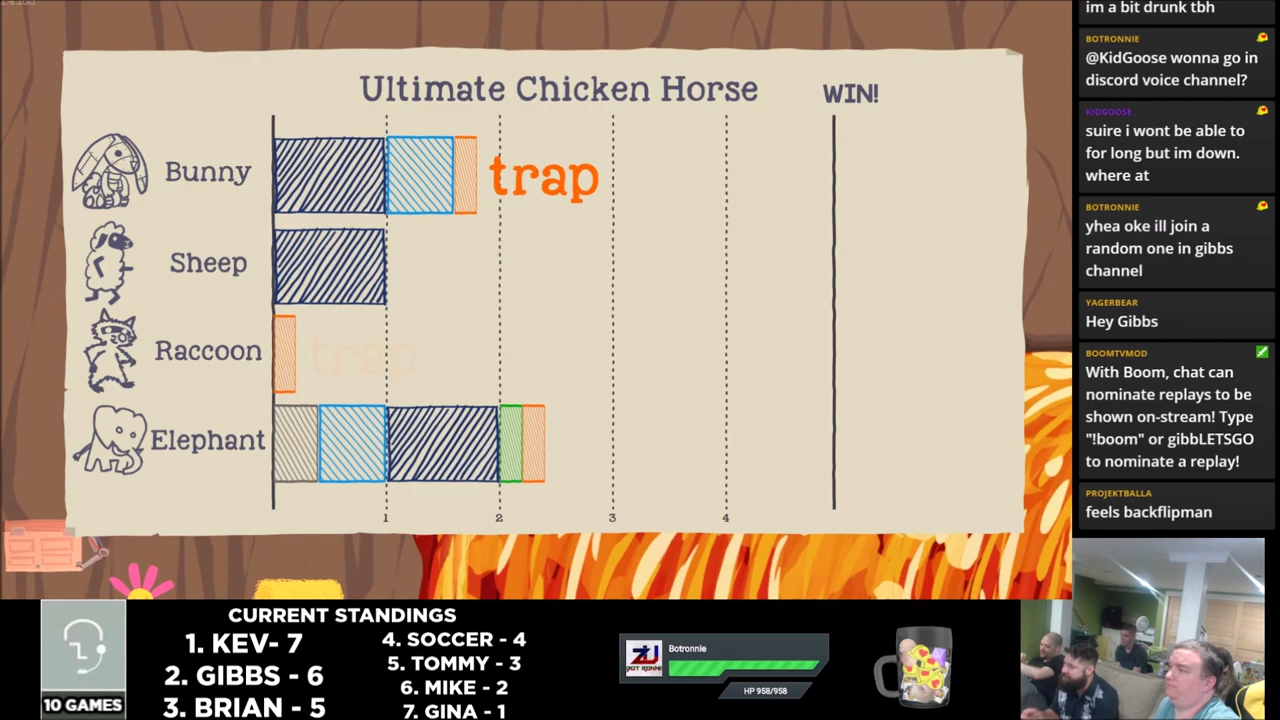 im a bit drunk tbh
BOTRONNIE
@KidGoose wonna go in
discord voice channel?
KIDGOOSE
suire i wont be able to
for long but im down.
where at
BOTRONNIE
yhea oke ill join a
random one in gibbs
channel
YAGERBEAR
Hey Gibbs
BOOMTVMOD
With Boom, chat can
nominate replays to be
shown on-stream! Type
"!boom" or gibbLETSGO
to nominate a replay!
PROJEKTBALLA
feels backflipman
Ultimate Chicken Horse
WIN!
Bunny
trap
Sheep
Raccoon
trap
Elephant
1 2 3 4
10 GAMES
CURRENT STANDINGS
1. KEV- 7
2. GIBBS - 6
3. BRIAN - 5
4. SOCCER - 4
5. TOMMY - 3
6. MIKE - 2
7. GINA - 1
Botronnie
HP 958/958